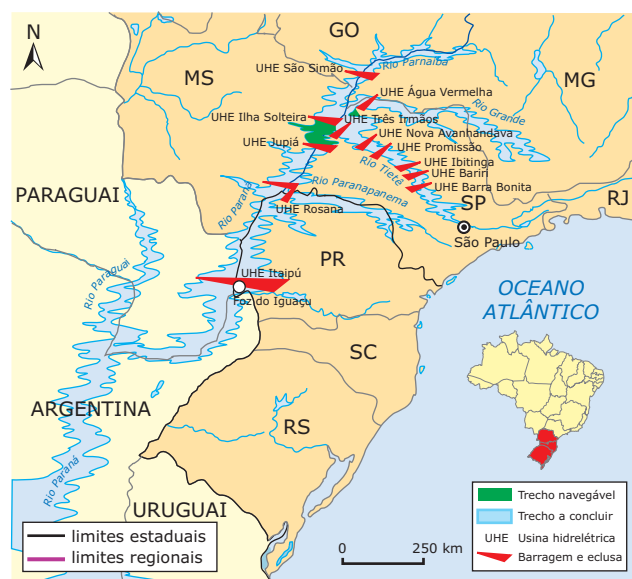 N
GO
MS
MG
UHE São Simão
Rio Parnaíba
UHE Água Vermelha
Rio Grande
UHE Ilha Solteira
UHE Três Irmãos
UHE Nova Avanhandava
UHE Jupiá
UHE Promissão
UHE Ibitinga
UHE Bariri
Rio Tietê
UHE Barra Bonita
PARAGUAI
Rio Paraná
Rio Paranapanema
SP
RJ
UHE Rosana
São Paulo
PR
UHE Itaipú
Foz do Iguaçu
Rio Paraguai
OCEANO
ATLÂNTICO
SC
ARGENTINA
RS
Rio Paraná
URUGUAI
limites estaduais
limites regionais
0
250 km
Trecho navegável
Trecho a concluir
UHE Usina hidrelétrica
Barragem e eclusa